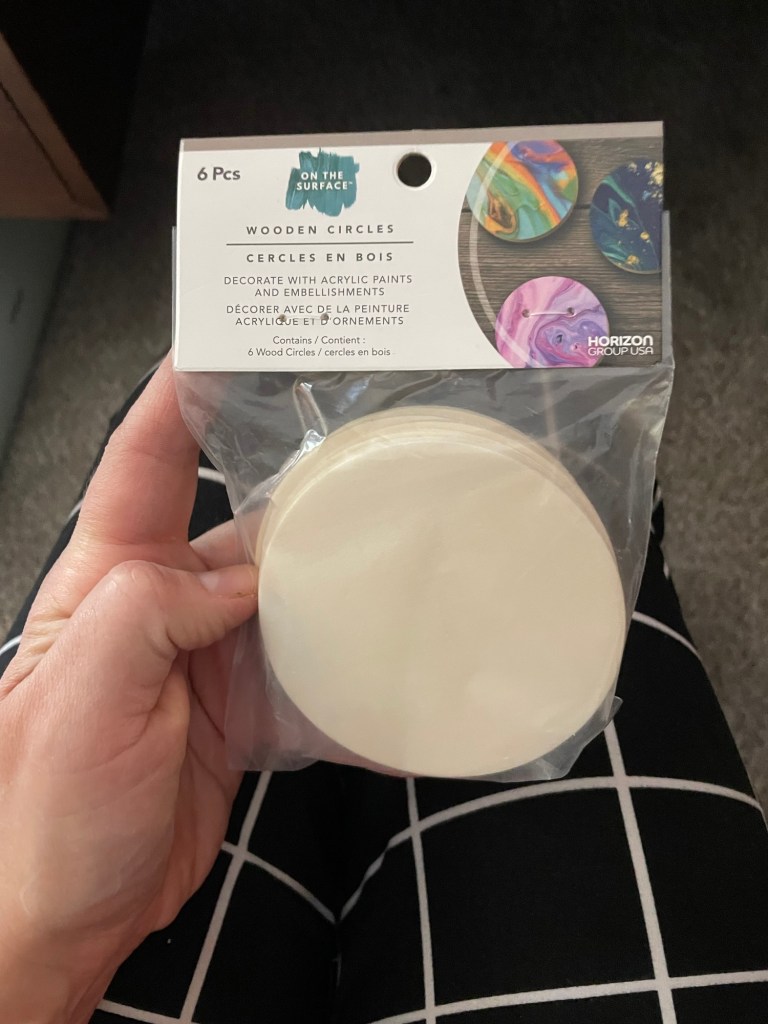 6 Pcs
ON THE
SURFACE™
WOODEN CIRCLES
CERCLES EN BOIS
DECORATE WITH ACRYLIC PAINTS
AND EMBELLISHMENTS
DÉCORER AVEC DE LA PEINTURE
ACRYLIQUE ET D'ORNEMENTS
Contains / Contient :
6 Wood Circles / cercles en bois
HORIZON
GROUP USA